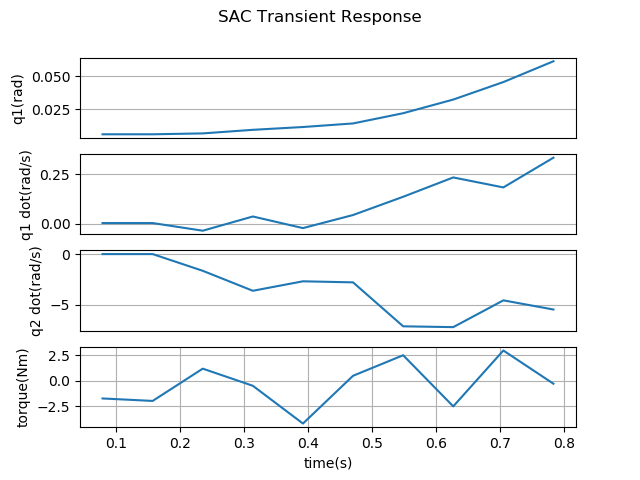 SAC Transient Response
q1(rad)
0.050
0.025
q1 dot(rad/s)
0.25
0.00
q2 dot(rad/s)
0
−5
torque(Nm)
2.5
0.0
−2.5
0.1 0.2 0.3 0.4 0.5 0.6 0.7 0.8
time(s)